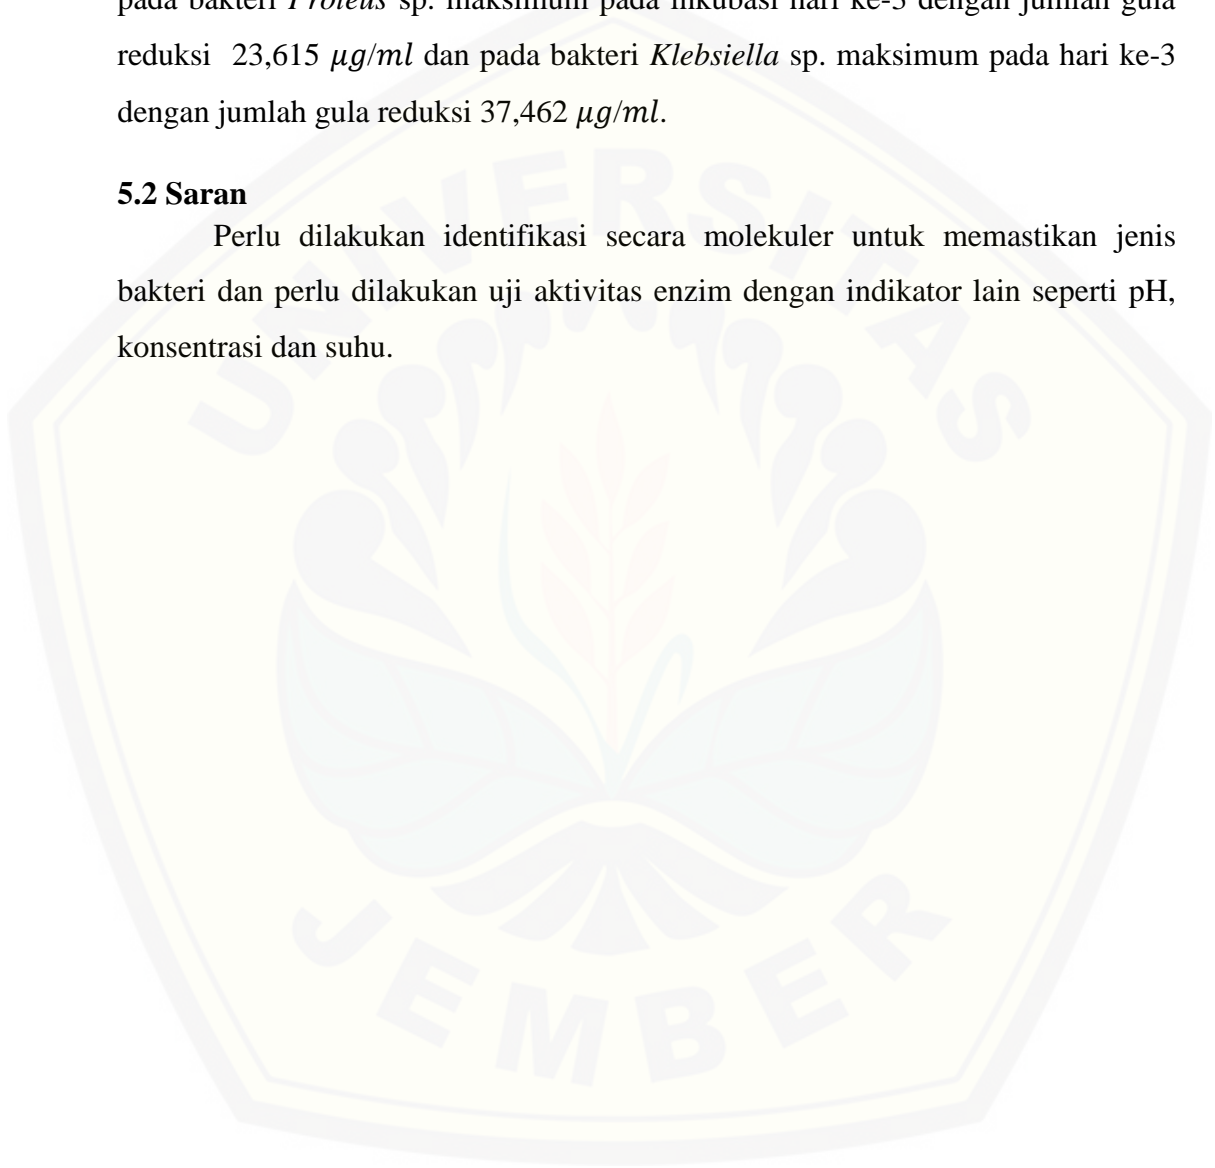 pada bakteri Proteus sp. maksimum pada inkubasi hari ke-3 dengan jumlah gula
reduksi 23,615 μg/ml dan pada bakteri Klebsiella sp. maksimum pada hari ke-3
dengan jumlah gula reduksi 37,462 μg/ml.
5.2 Saran
Perlu dilakukan identifikasi secara molekuler untuk memastikan jenis
bakteri dan perlu dilakukan uji aktivitas enzim dengan indikator lain seperti pH,
konsentrasi dan suhu.
UNIVERSITAS
JEMBER